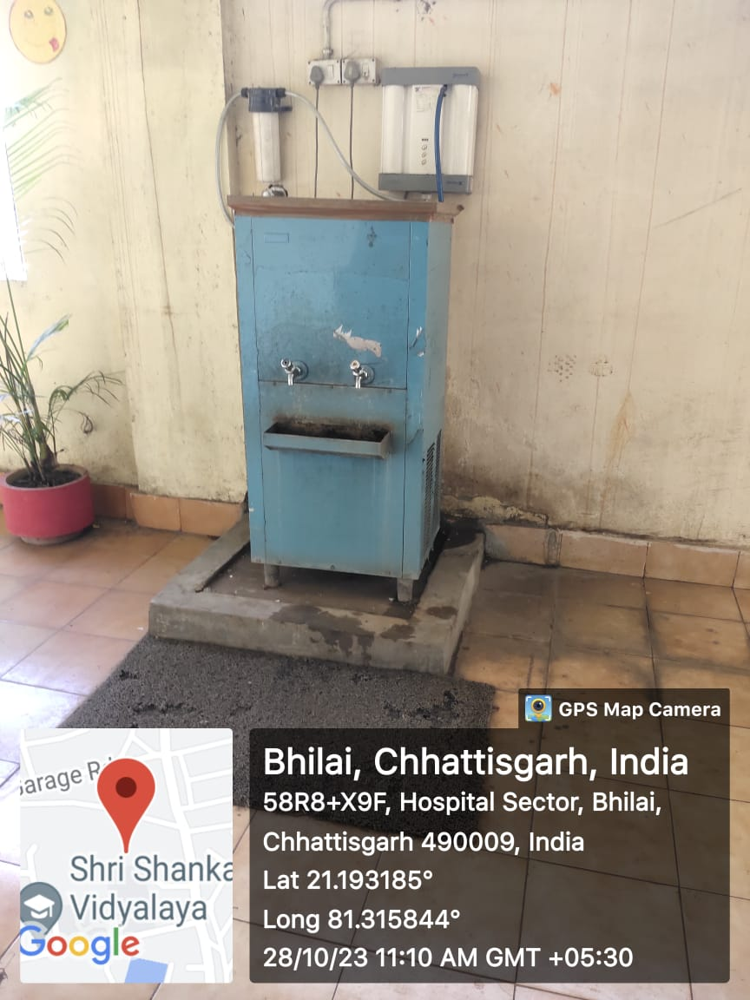 GPS Map Camera
Bhilai, Chhattisgarh, India
58R8+X9F, Hospital Sector, Bhilai,
Chhattisgarh 490009, India
Lat 21.193185°
Long 81.315844°
28/10/23 11:10 AM GMT +05:30
Shri Shanka
Vidyalaya
Google